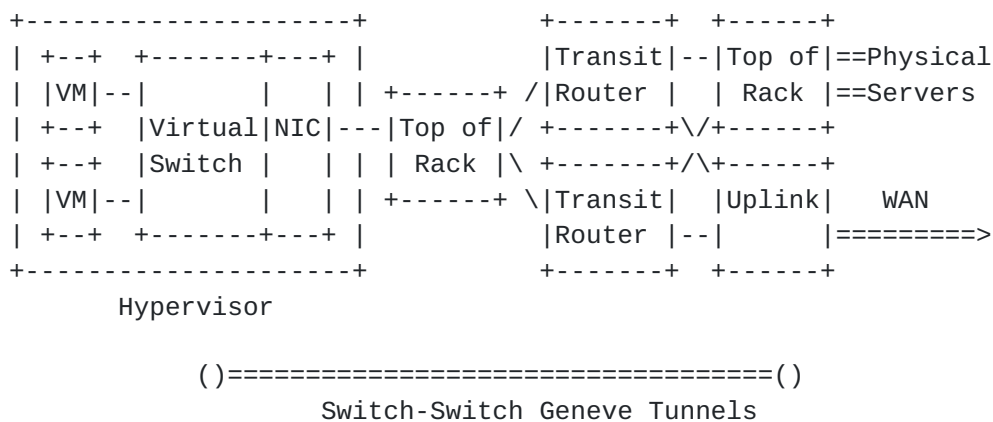 +---------------------+           +-------+  +------+
| +--+  +-------+---+ |           |Transit|--|Top of|==Physical
| |VM|--|       |   | | +------+ /|Router |  | Rack |==Servers
| +--+  |Virtual|NIC|---|Top of|/ +-------+\/+------+
| +--+  |Switch |   | | | Rack |\ +-------+/\+------+
| |VM|--|       |   | | +------+ \|Transit|  |Uplink|   WAN
| +--+  +-------+---+ |           |Router |--|      |=========>
+---------------------+           +-------+  +------+
Hypervisor
()===================================()
Switch-Switch Geneve Tunnels